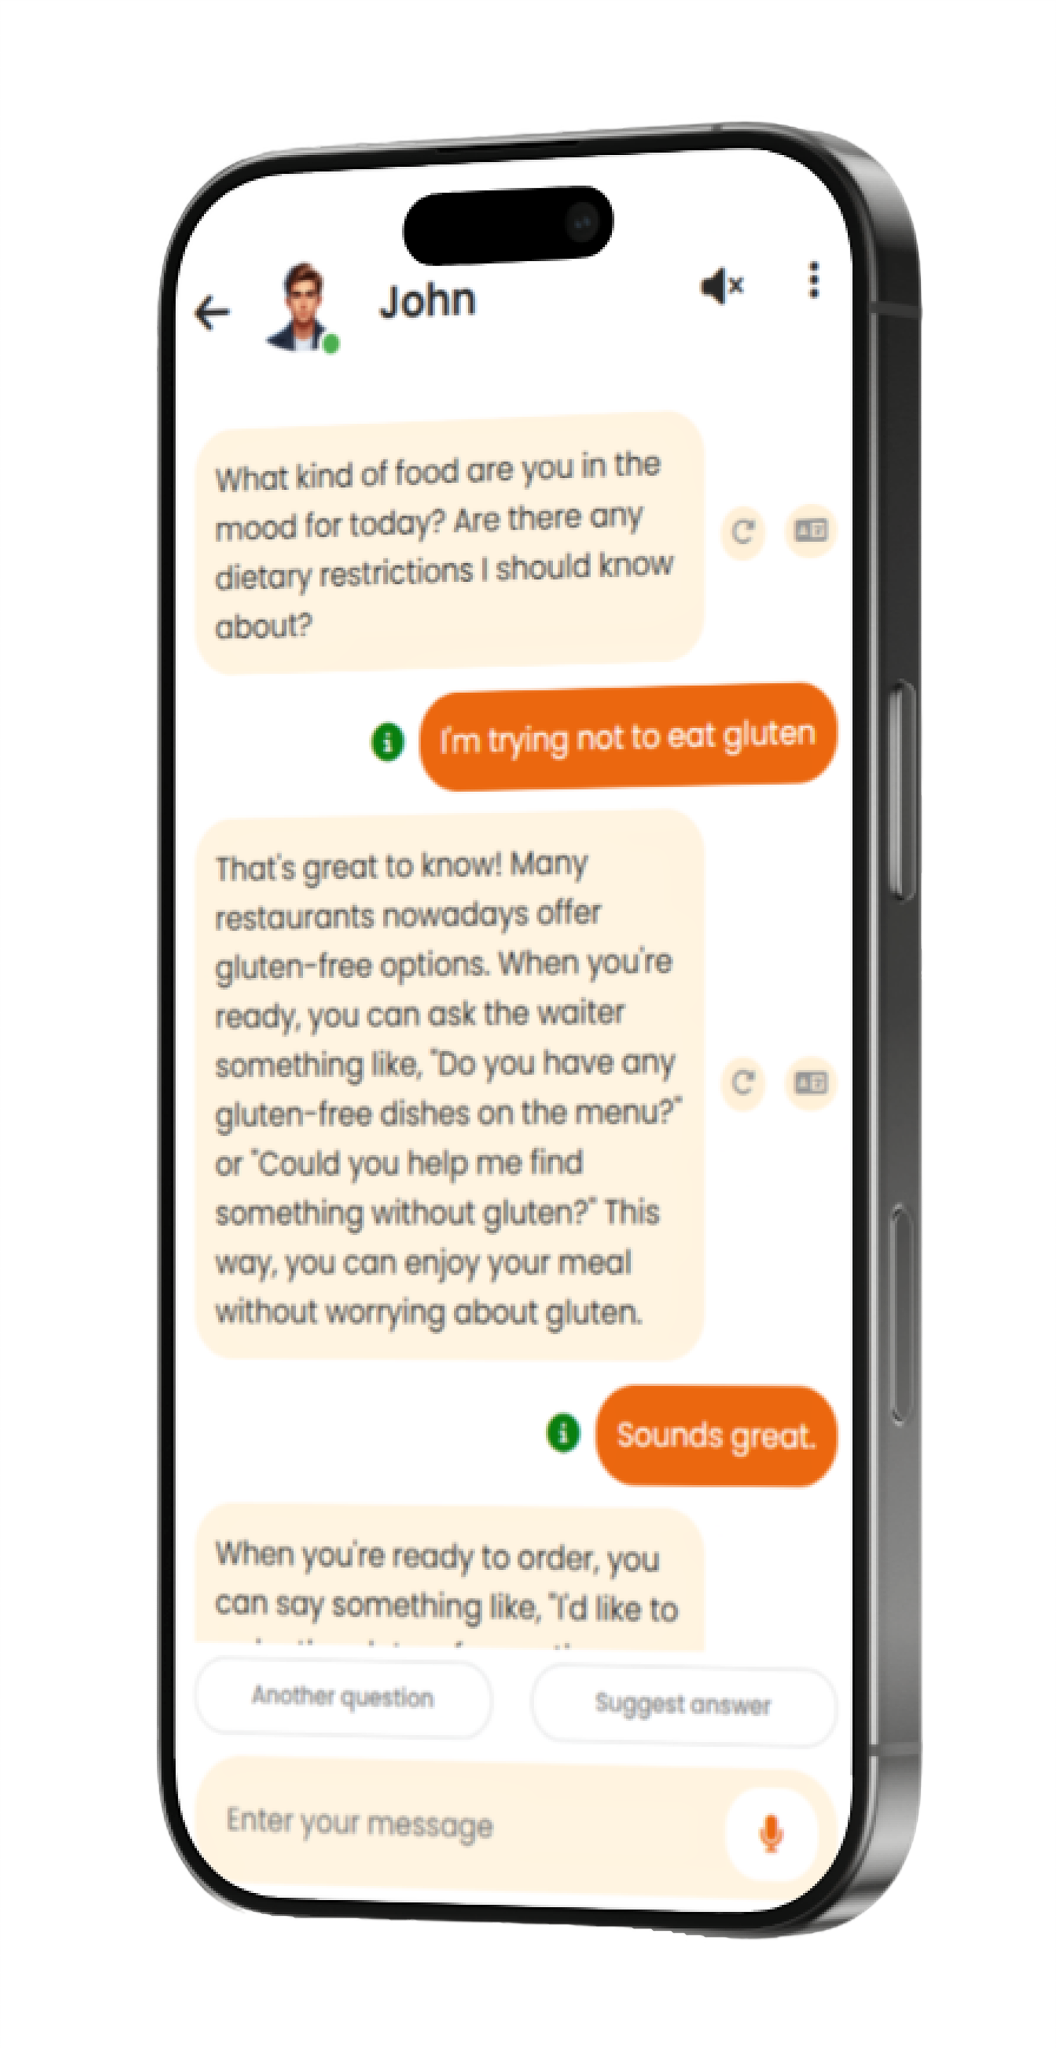 John
What kind of food are you in the
mood for today? Are there any
dietary restrictions I should know
about?
I'm trying not to eat gluten
That's great to know! Many
restaurants nowadays offer
gluten-free options. When you're
ready, you can ask the waiter
something like, "Do you have any
gluten-free dishes on the menu?"
or "Could you help me find
something without gluten?" This
way, you can enjoy your meal
without worrying about gluten.
Sounds great.
When you're ready to order, you
can say something like, "I'd like to
Another question
Suggest answer
Enter your message